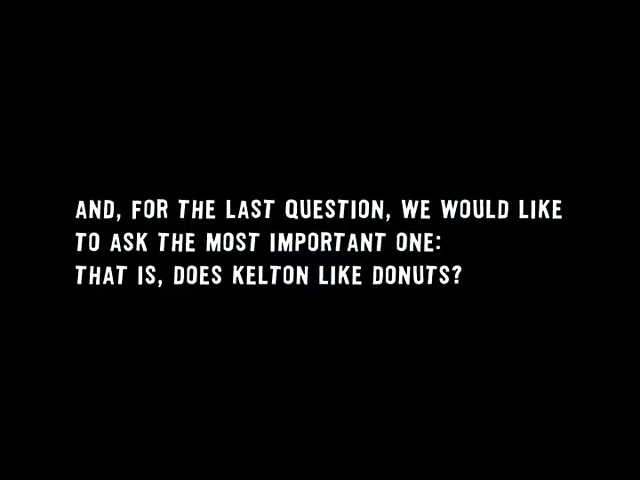 AND, FOR THE LAST QUESTION, WE WOULD LIKE
TO ASK THE MOST IMPORTANT ONE:
THAT IS, DOES KELTON LIKE DONUTS?